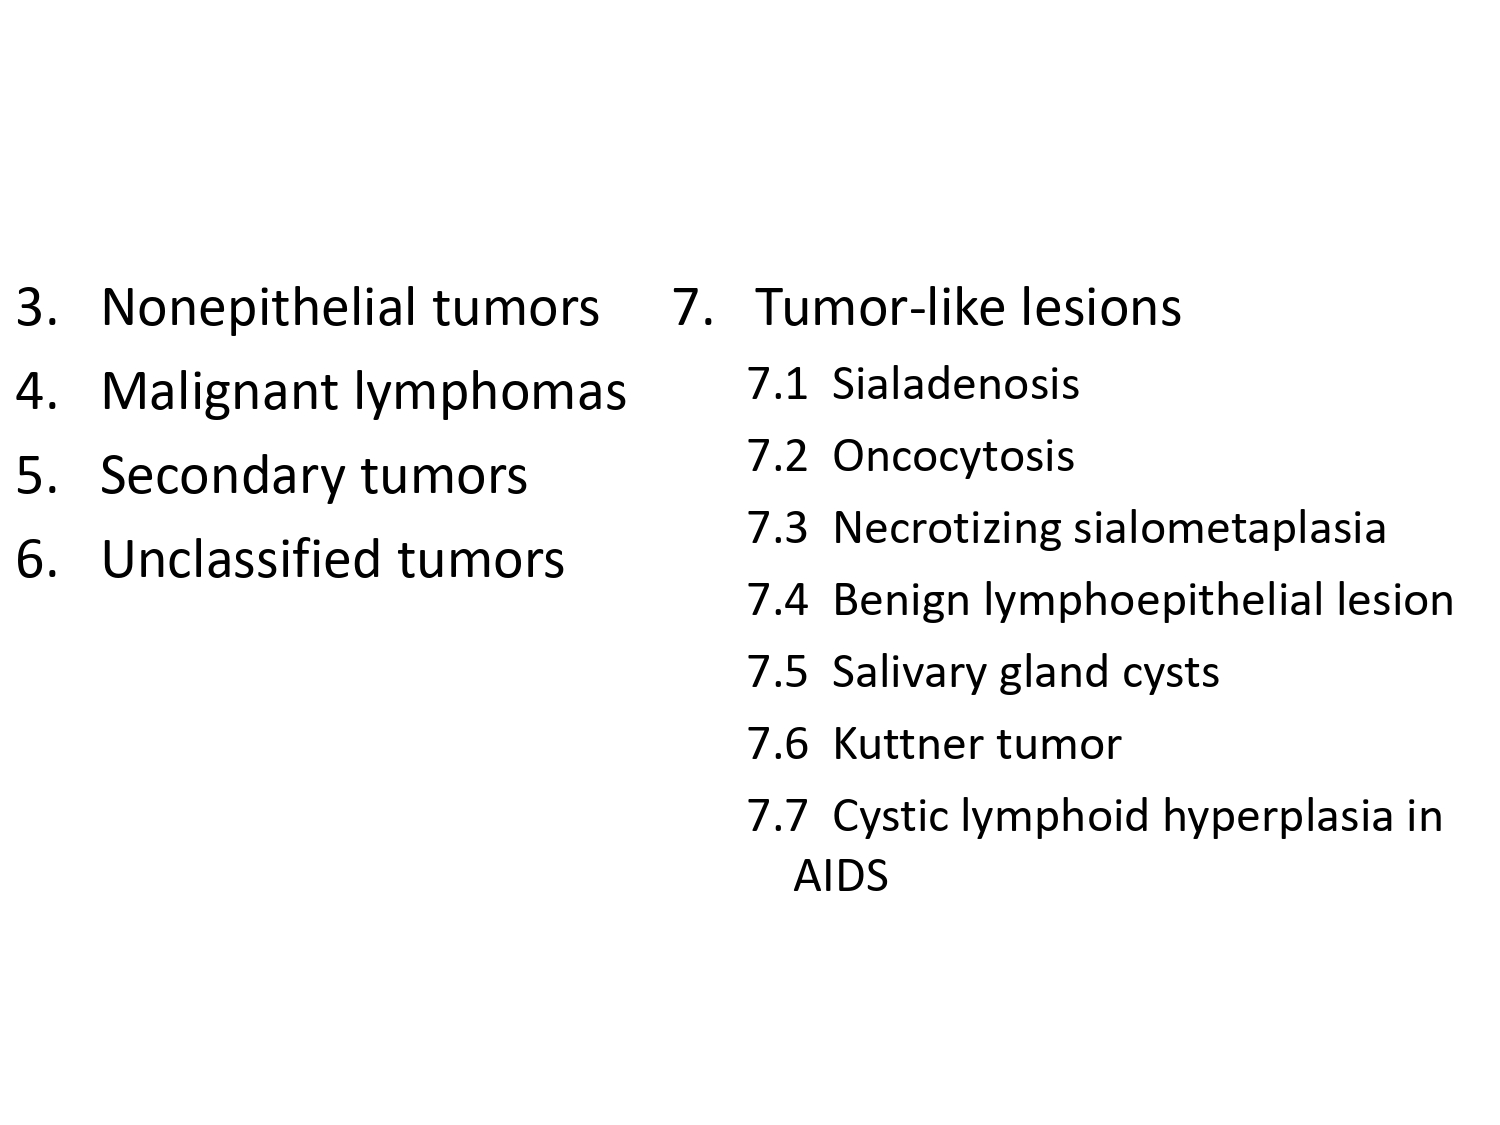 3. Nonepithelial tumors
4. Malignant lymphomas
5. Secondary tumors
6. Unclassified tumors
7. Tumor-like lesions
7.1 Sialadenosis
7.2 Oncocytosis
7.3 Necrotizing sialometaplasia
7.4 Benign lymphoepithelial lesion
7.5 Salivary gland cysts
7.6 Kuttner tumor
7.7 Cystic lymphoid hyperplasia in
AIDS